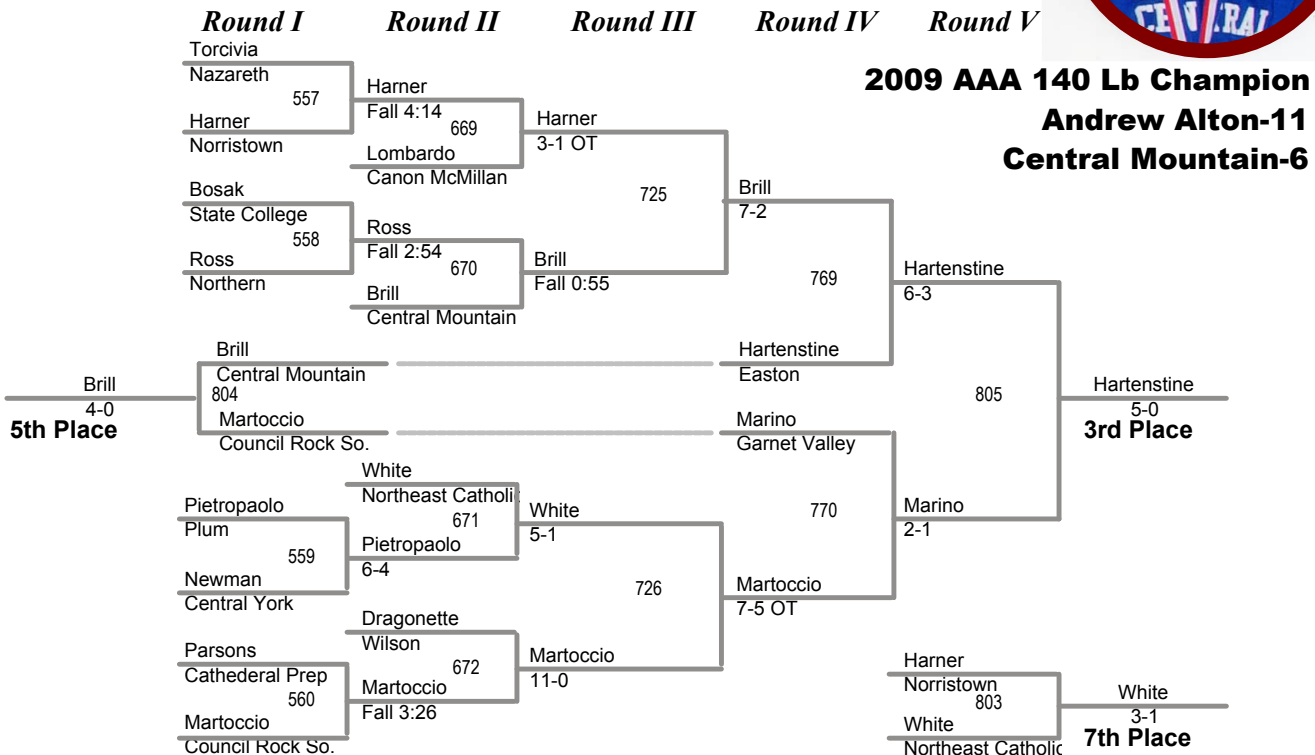 CENTRAL
Round I Round II Round III Round IV Round V
2009 AAA 140 Lb Champion
Andrew Alton-11
Central Mountain-6
Torcivia
Nazareth
557
Harner
Norristown
Harner
Fall 4:14
669
Lombardo
Canon McMillan
Harner
3-1 OT
Bosak
State College
558
Ross
Northern
Ross
Fall 2:54
670
Brill
Central Mountain
Brill
Fall 0:55
725
Brill
7-2
769
Hartenstine
Easton
Hartenstine
6-3
Brill
Central Mountain
804
Martoccio
Council Rock So.
Brill
4-0
5th Place
Marino
Garnet Valley
805
Hartenstine
5-0
3rd Place
White
Northeast Catholic
671
Pietropaolo
Plum
559
Newman
Central York
Pietropaolo
6-4
White
5-1
726
770
Marino
2-1
Martoccio
7-5 OT
Dragonette
Wilson
672
Parsons
Cathederal Prep
560
Martoccio
Council Rock So.
Martoccio
Fall 3:26
Martoccio
11-0
Harner
Norristown
803
White
Northeast Catholic
White
3-1
7th Place